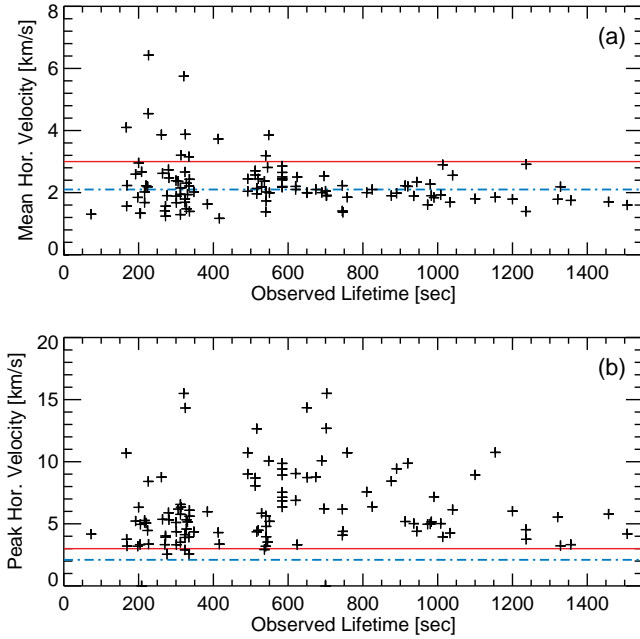 (a)
Mean Hor. Velocity [km/s]
8
6
4
2
0
0 200 400 600 800 1000 1200 1400
Observed Lifetime [sec]
(b)
Peak Hor. Velocity [km/s]
20
15
10
5
0
0 200 400 600 800 1000 1200 1400
Observed Lifetime [sec]